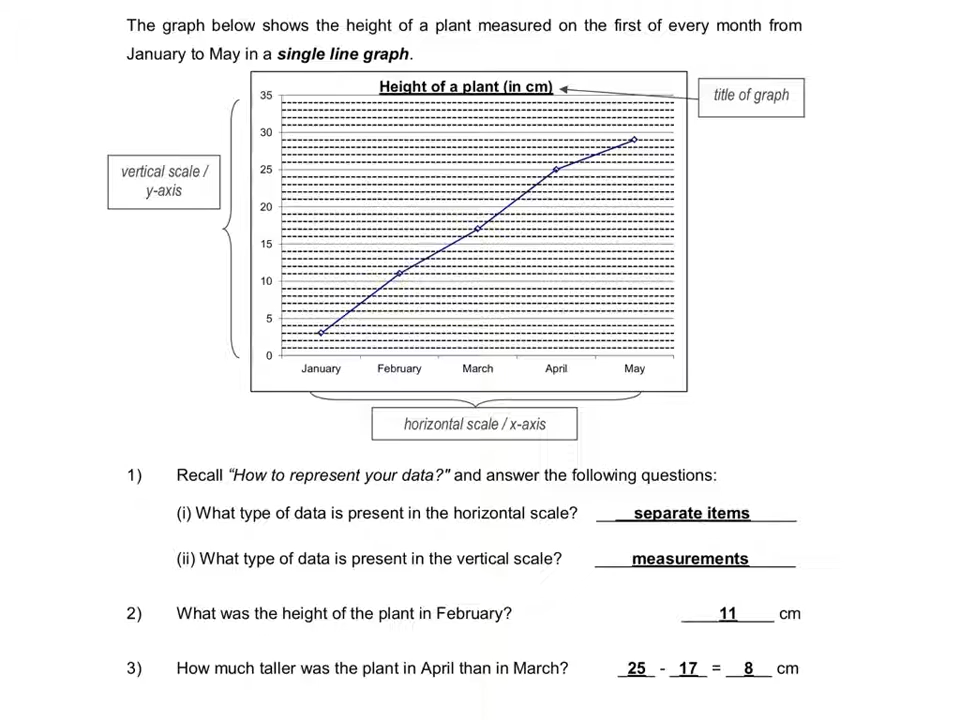 The graph below shows the height of a plant measured on the first of every month from
January to May in a single line graph.
Height of a plant (in cm)
title of graph
vertical scale /
y-axis
35
30
25
20
15
10
5
0
January February March April May
horizontal scale / x-axis
1) Recall “How to represent your data?" and answer the following questions:
(i) What type of data is present in the horizontal scale? separate items
(ii) What type of data is present in the vertical scale? measurements
2) What was the height of the plant in February? 11 cm
3) How much taller was the plant in April than in March? 25 - 17 = 8 cm